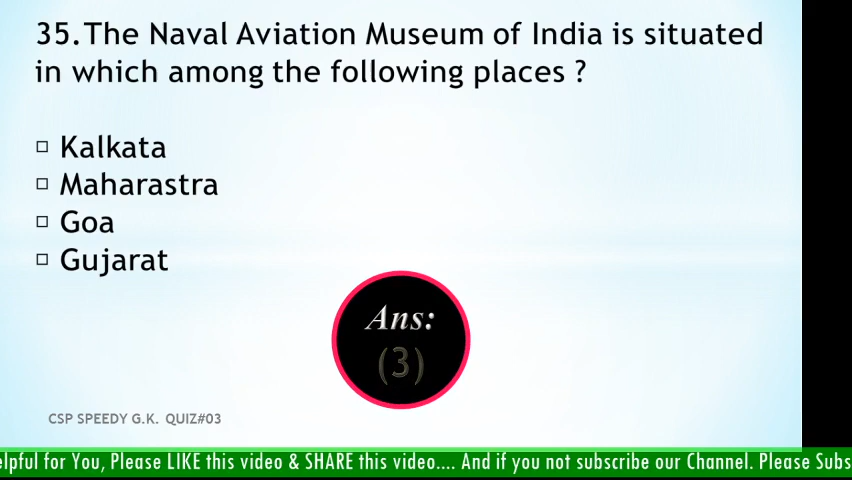 35.The Naval Aviation Museum of India is situated
in which among the following places ?
Kalkata
Maharastra
Goa
Gujarat
Ans:
(3)
CSP SPEEDY G.K. QUIZ#03
elpful for You, Please LIKE this video & SHARE this video.... And if you not subscribe our Channel. Please Subs